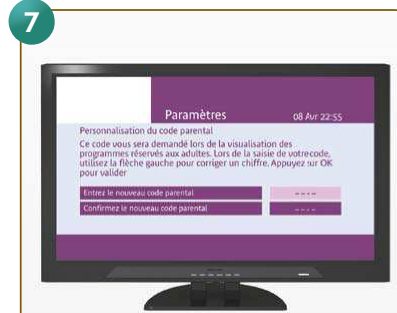 7
Paramètres 08 Avr 22:55
Personnalisation du code parental
Ce code vous sera demandé lors de la visualisation des
programmes réservés aux adultes. Lors de la saisie de votrecode,
utilisez la flèche gauche pour corriger un chiffre. Appuyez sur OK
pour valider
Entrez le nouveau code parental ----
Confirmez le nouveau code parental ----